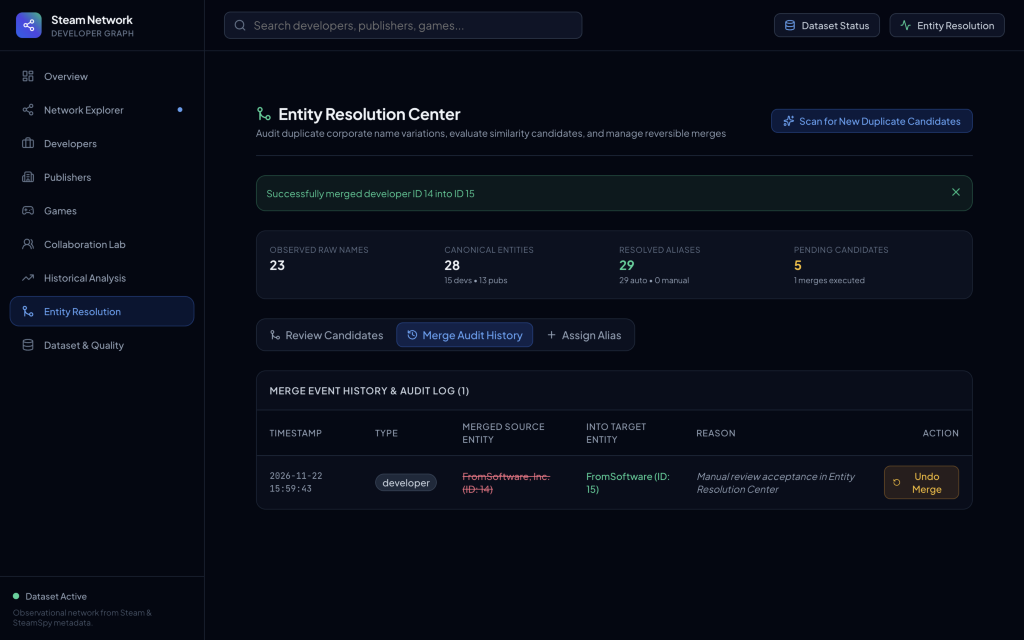 Steam Network
DEVELOPER GRAPH
Search developers, publishers, games...
Dataset Status
Entity Resolution
Overview
Network Explorer
Developers
Publishers
Games
Collaboration Lab
Historical Analysis
Entity Resolution
Dataset & Quality
Dataset Active
Observational network from Steam &
SteamSpy metadata.
Entity Resolution Center
Audit duplicate corporate name variations, evaluate similarity candidates, and manage reversible merges
Scan for New Duplicate Candidates
Successfully merged developer ID 14 into ID 15
OBSERVED RAW NAMES
23
CANONICAL ENTITIES
28
15 devs • 13 pubs
RESOLVED ALIASES
29
29 auto • 0 manual
PENDING CANDIDATES
5
1 merges executed
Review Candidates
Merge Audit History
Assign Alias
MERGE EVENT HISTORY & AUDIT LOG (1)
TIMESTAMP
TYPE
MERGED SOURCE
ENTITY
INTO TARGET
ENTITY
REASON
ACTION
2026-11-22
15:59:43
developer
FromSoftware, Inc.
(ID: 14)
FromSoftware (ID:
15)
Manual review acceptance in Entity
Resolution Center
Undo
Merge